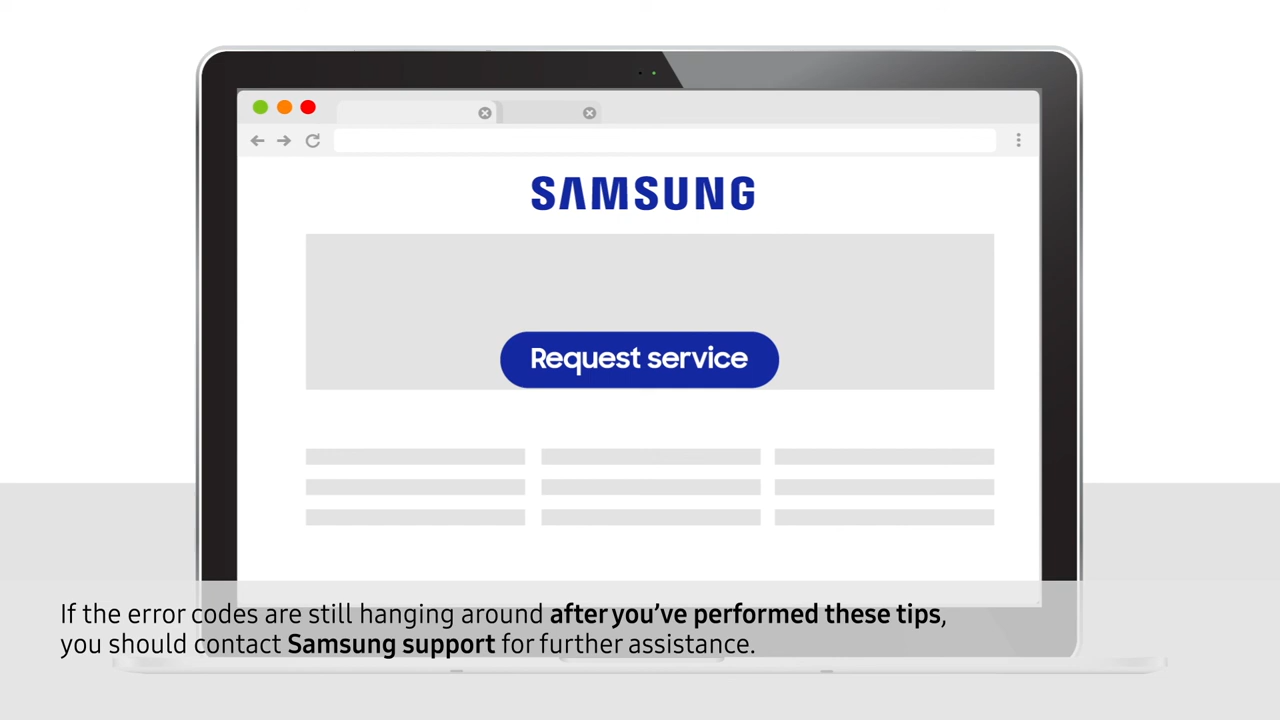 SAMSUNG
Request service
If the error codes are still hanging around after you've performed these tips,
you should contact Samsung support for further assistance.